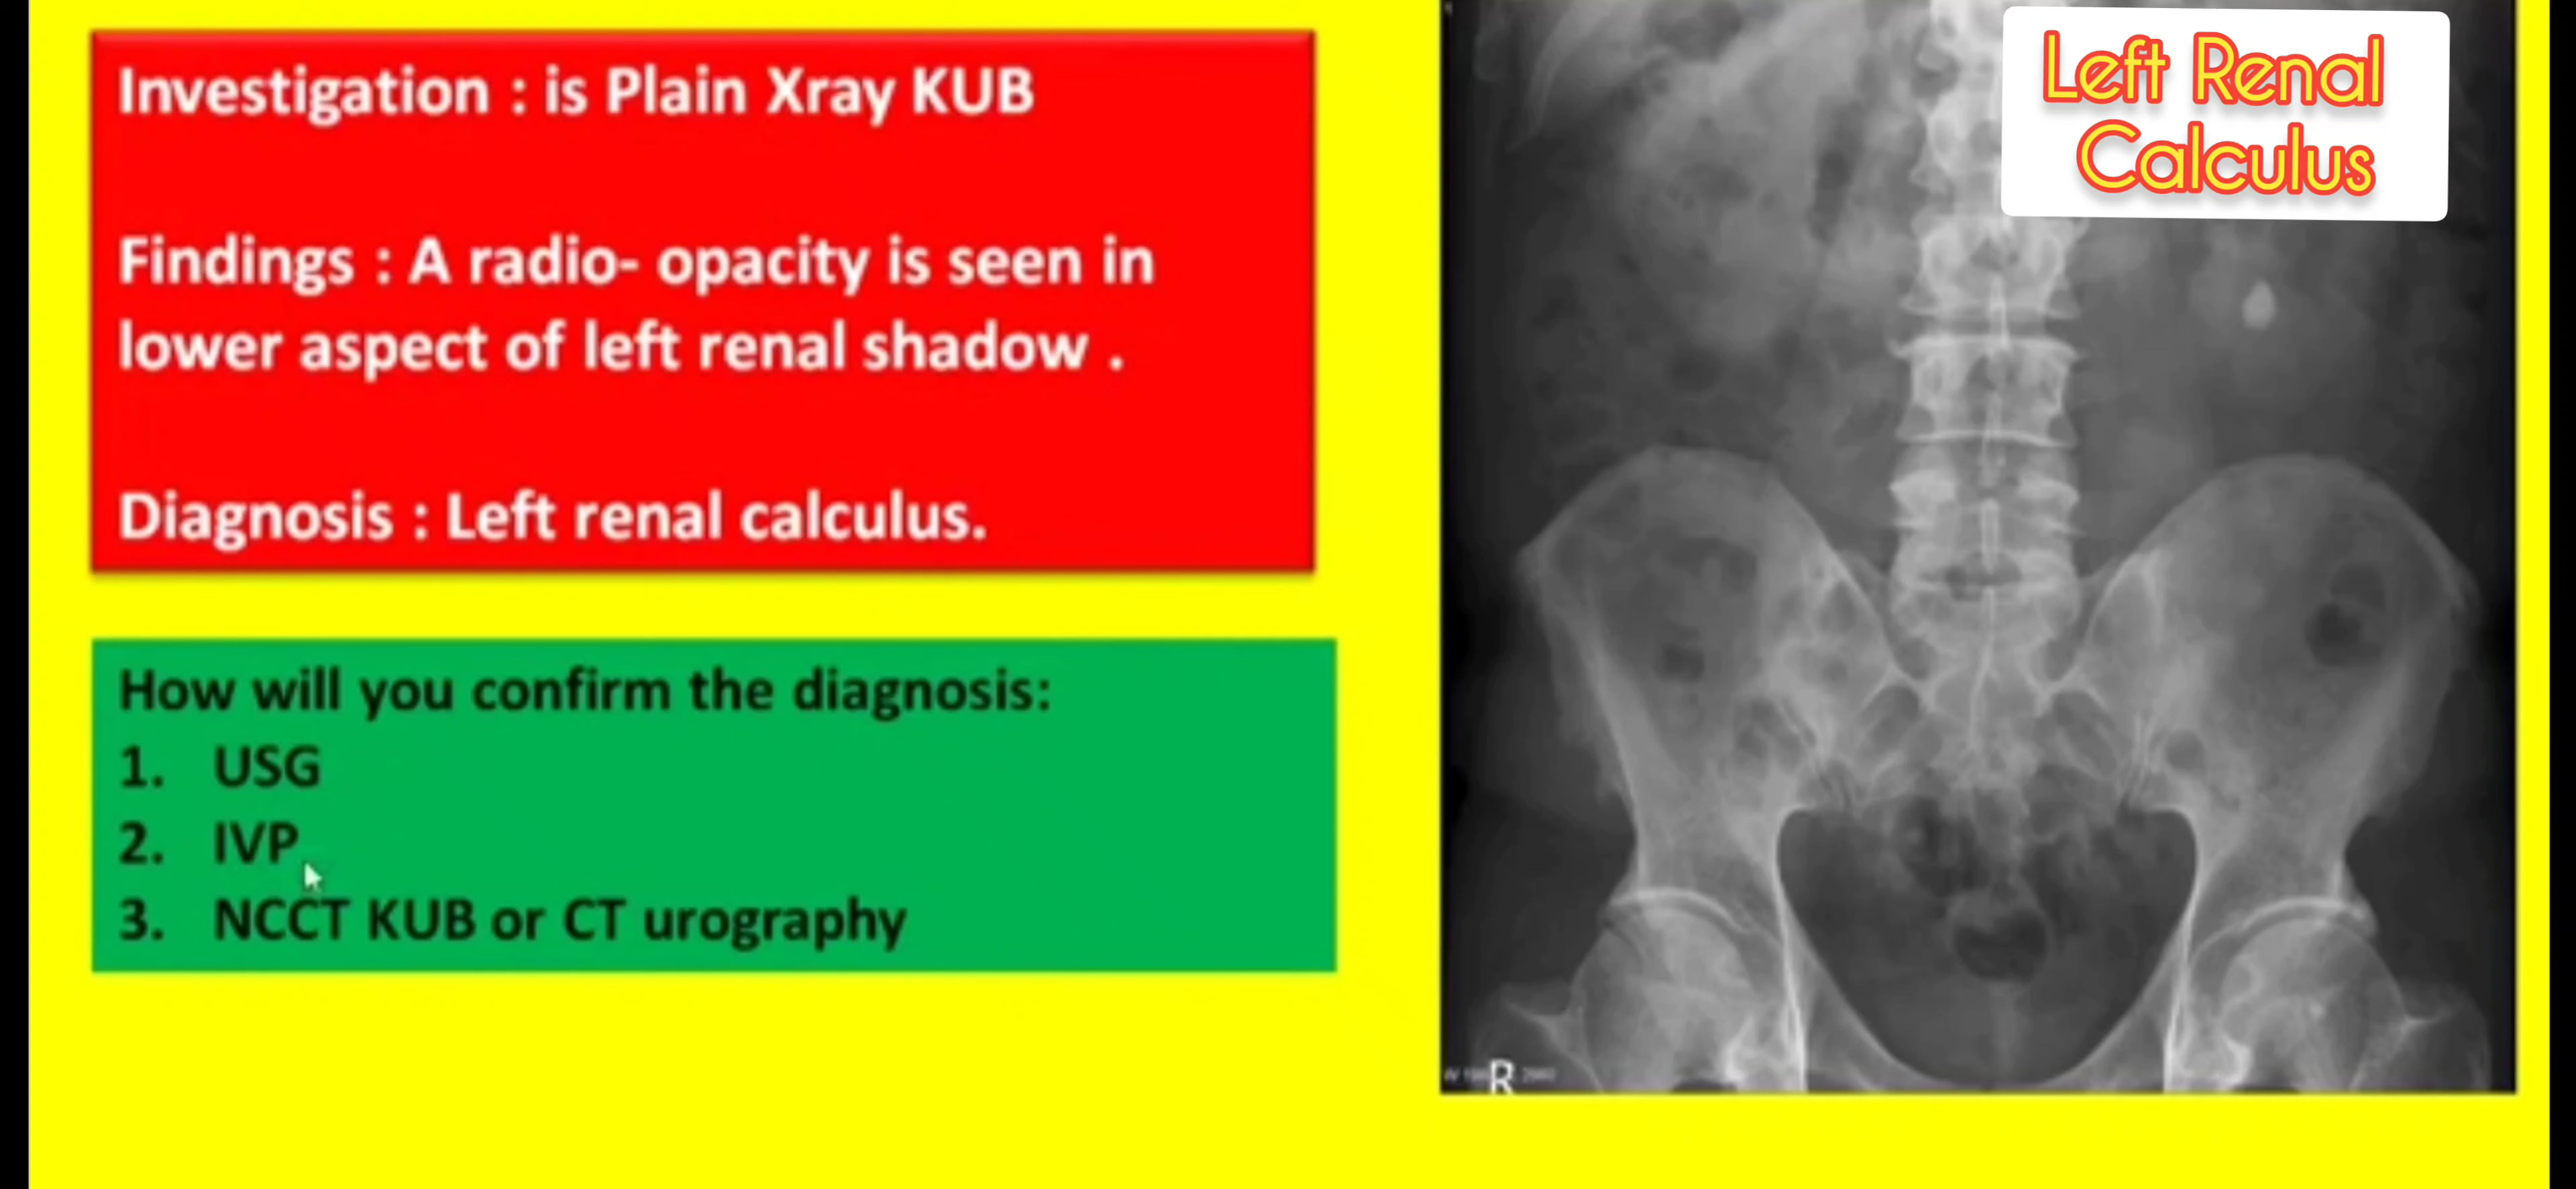 Investigation : is Plain Xray KUB
Findings : A radio- opacity is seen in
lower aspect of left renal shadow .
Diagnosis : Left renal calculus.
How will you confirm the diagnosis:
1. USG
2. IVP
3. NCCT KUB or CT urography
Left Renal
Calculus
R